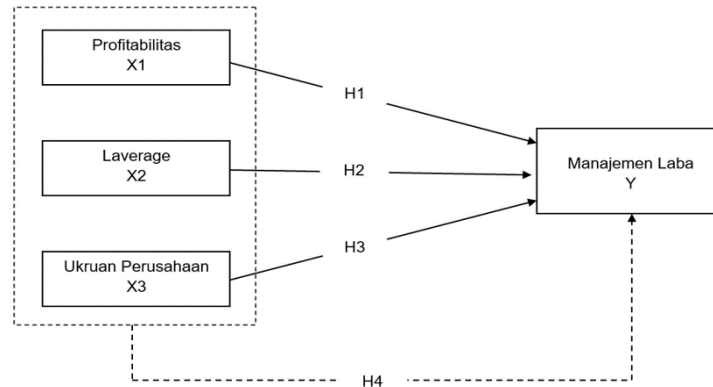 Profitabilitas
X1
H1
Laverage
X2
H2
Manajemen Laba
Y
Ukruan Perusahaan
X3
H3
H4